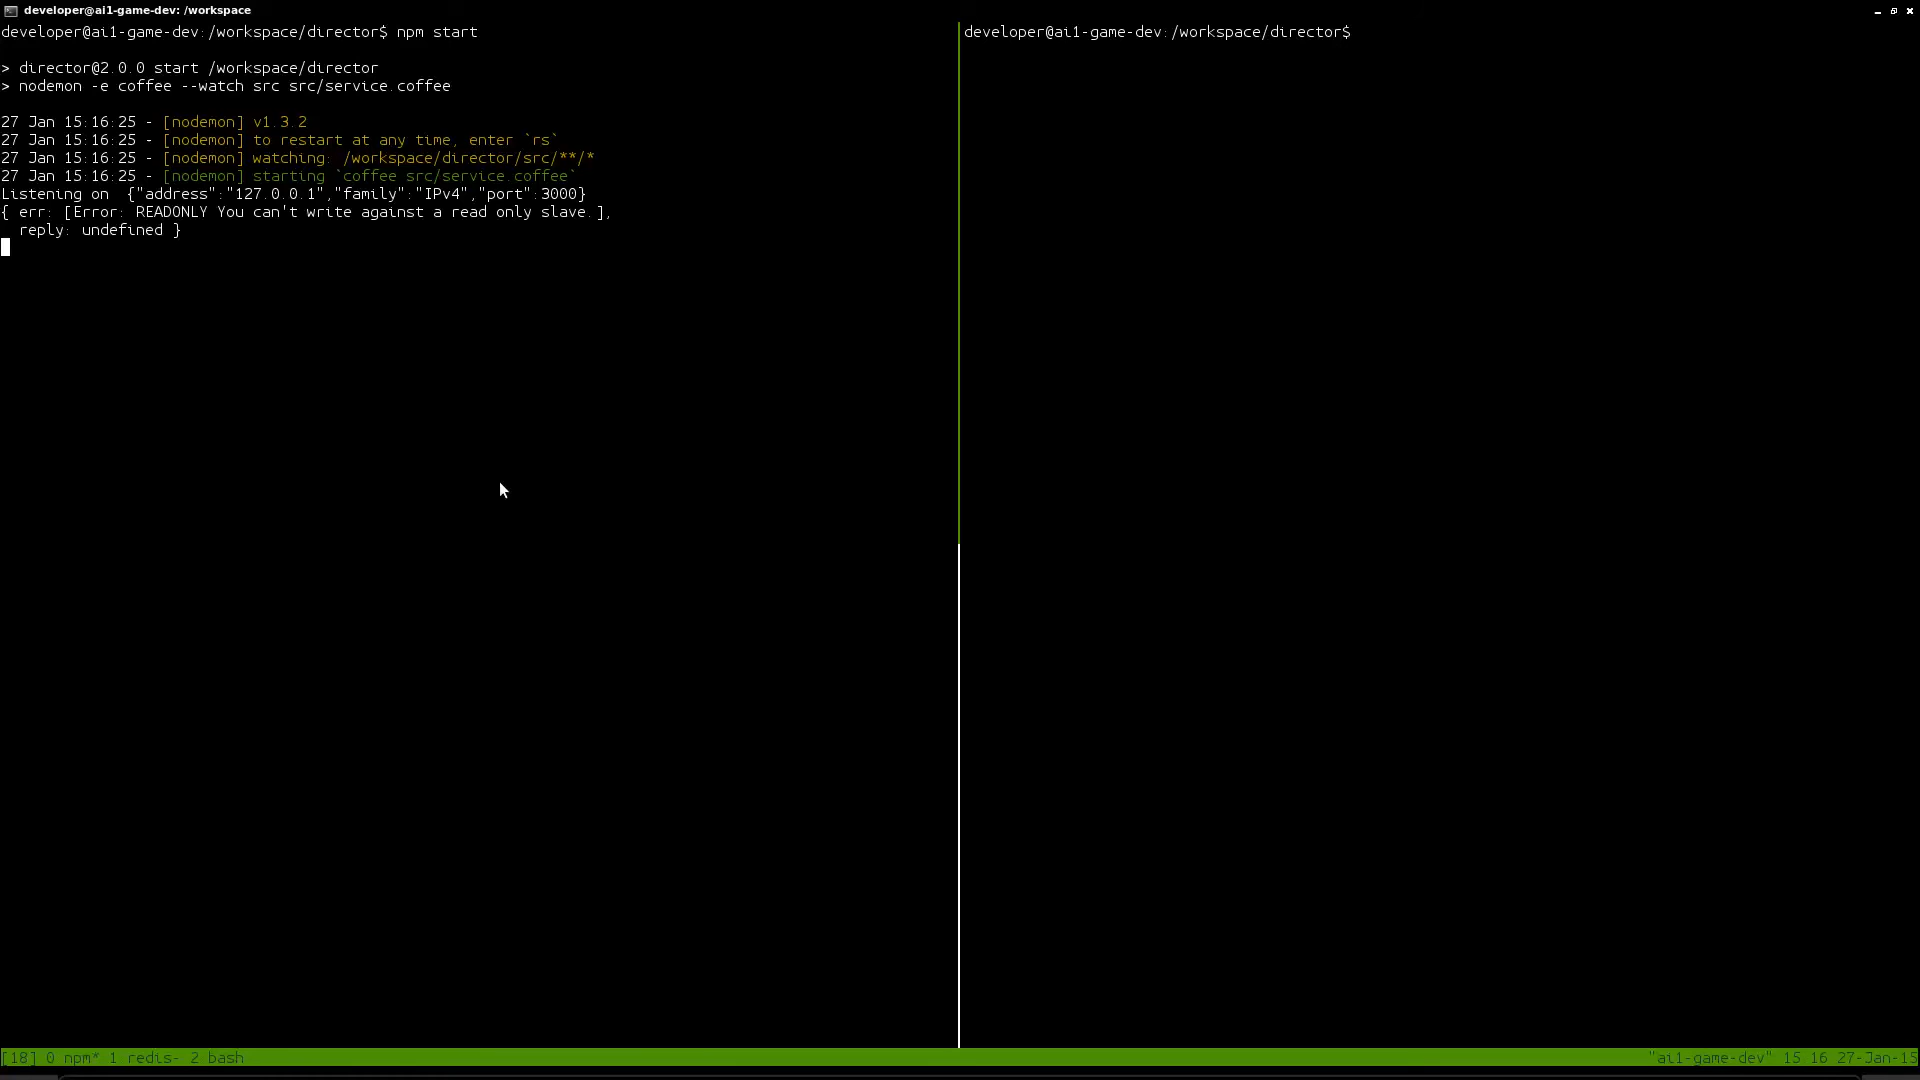 developer@ai1-game-dev: /workspace
developer@ai1-game-dev:/workspace/director$ npm start
> director@2.0.0 start /workspace/director
> nodemon -e coffee --watch src src/service.coffee
27 Jan 15:16:25 - [nodemon] v1.3.2
27 Jan 15:16:25 - [nodemon] to restart at any time, enter `rs`
27 Jan 15:16:25 - [nodemon] watching: /workspace/director/src/**/*
27 Jan 15:16:25 - [nodemon] starting `coffee src/service.coffee`
Listening on  {"address":"127.0.0.1","family":"IPv4","port":3000}
{ err: [Error: READONLY You can't write against a read only slave.],
  reply: undefined }
developer@ai1-game-dev:/workspace/director$
[18] 0 npm* 1 redis- 2 bash "ai1-game-dev" 15:16 27-Jan-15